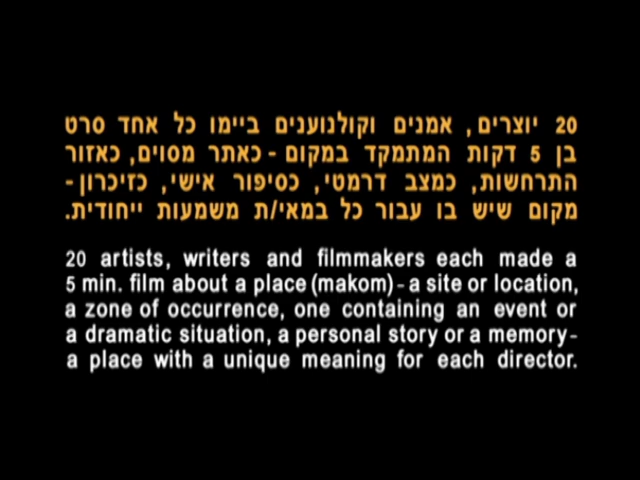 20 יוצרים, אמנים וקולנוענים ביימו כל אחד סרט
בן 5 דקות המתמקד במקום - כאתר מסוים, כאזור
התרחשות, כמצב דרמטי, כסיפור אישי, כזיכרון -
מקום שיש בו עבור כל במאי/ת משמעות ייחודית.
20 artists, writers and filmmakers each made a
5 min. film about a place (makom) - a site or location,
a zone of occurrence, one containing an event or
a dramatic situation, a personal story or a memory -
a place with a unique meaning for each director.